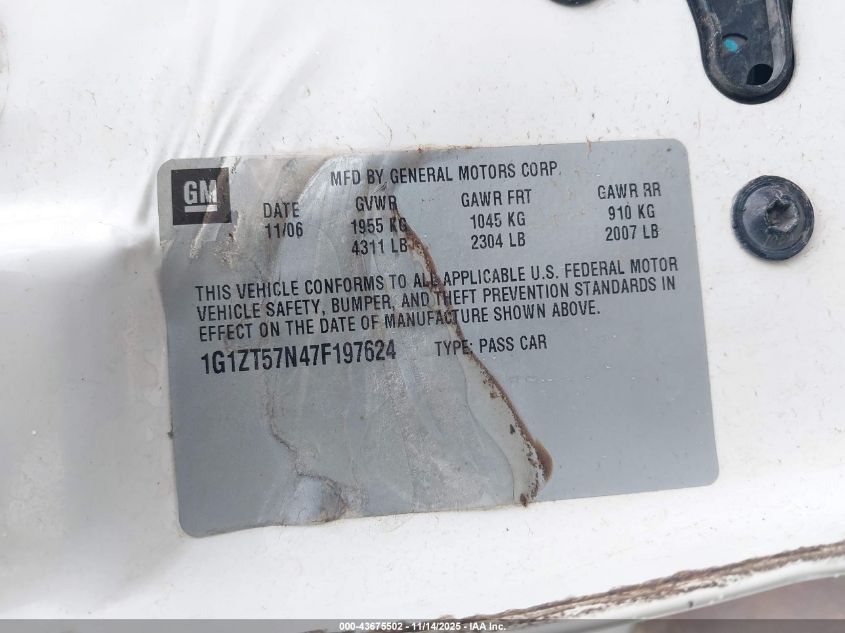 GM
MFD BY GENERAL MOTORS CORP
DATE GVWR GAWR FRT GAWR RR
11/06 1955 KG 1045 KG 910 KG
4311 LB 2304 LB 2007 LB
THIS VEHICLE CONFORMS TO ALL APPLICABLE U.S. FEDERAL MOTOR
VEHICLE SAFETY, BUMPER, AND THEFT PREVENTION STANDARDS IN
EFFECT ON THE DATE OF MANUFACTURE SHOWN ABOVE.
1G1ZT57N47F197624 TYPE: PASS CAR
000-43675502 - 11/14/2025 - IAAI.COM